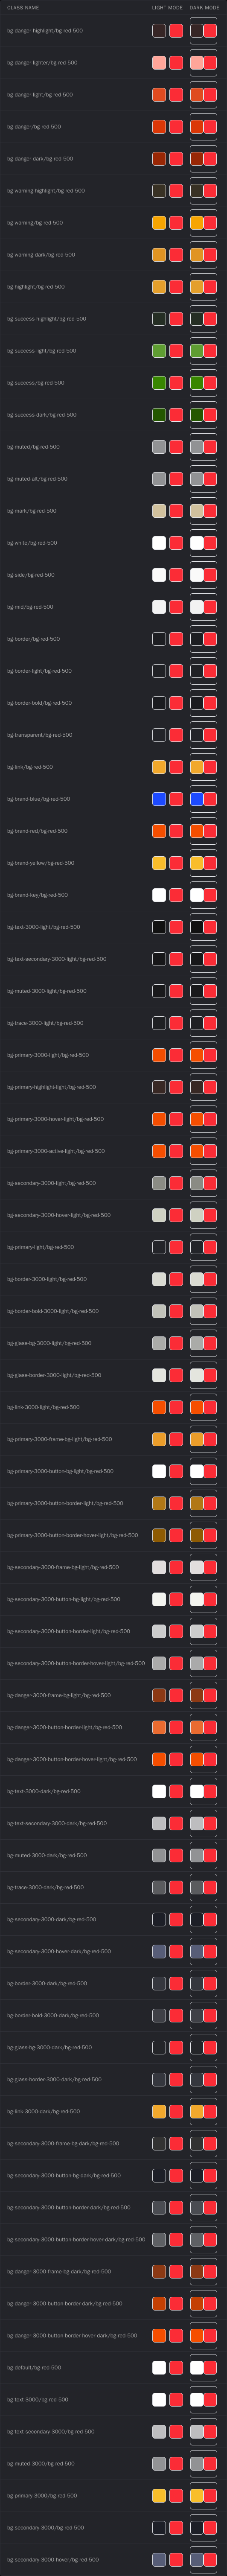 CLASS NAME LIGHT MODE DARK MODE
bg-danger-highlight/bg-red-500
bg-danger-lighter/bg-red-500
bg-danger-light/bg-red-500
bg-danger/bg-red-500
bg-danger-dark/bg-red-500
bg-warning-highlight/bg-red-500
bg-warning/bg-red-500
bg-warning-dark/bg-red-500
bg-highlight/bg-red-500
bg-success-highlight/bg-red-500
bg-success-light/bg-red-500
bg-success/bg-red-500
bg-success-dark/bg-red-500
bg-muted/bg-red-500
bg-muted-alt/bg-red-500
bg-mark/bg-red-500
bg-white/bg-red-500
bg-side/bg-red-500
bg-mid/bg-red-500
bg-border/bg-red-500
bg-border-light/bg-red-500
bg-border-bold/bg-red-500
bg-transparent/bg-red-500
bg-link/bg-red-500
bg-brand-blue/bg-red-500
bg-brand-red/bg-red-500
bg-brand-yellow/bg-red-500
bg-brand-key/bg-red-500
bg-text-3000-light/bg-red-500
bg-text-secondary-3000-light/bg-red-500
bg-muted-3000-light/bg-red-500
bg-trace-3000-light/bg-red-500
bg-primary-3000-light/bg-red-500
bg-primary-highlight-light/bg-red-500
bg-primary-3000-hover-light/bg-red-500
bg-primary-3000-active-light/bg-red-500
bg-secondary-3000-light/bg-red-500
bg-secondary-3000-hover-light/bg-red-500
bg-primary-light/bg-red-500
bg-border-3000-light/bg-red-500
bg-border-bold-3000-light/bg-red-500
bg-glass-bg-3000-light/bg-red-500
bg-glass-border-3000-light/bg-red-500
bg-link-3000-light/bg-red-500
bg-primary-3000-frame-bg-light/bg-red-500
bg-primary-3000-button-bg-light/bg-red-500
bg-primary-3000-button-border-light/bg-red-500
bg-primary-3000-button-border-hover-light/bg-red-500
bg-secondary-3000-frame-bg-light/bg-red-500
bg-secondary-3000-button-bg-light/bg-red-500
bg-secondary-3000-button-border-light/bg-red-500
bg-secondary-3000-button-border-hover-light/bg-red-500
bg-danger-3000-frame-bg-light/bg-red-500
bg-danger-3000-button-border-light/bg-red-500
bg-danger-3000-button-border-hover-light/bg-red-500
bg-text-3000-dark/bg-red-500
bg-text-secondary-3000-dark/bg-red-500
bg-muted-3000-dark/bg-red-500
bg-trace-3000-dark/bg-red-500
bg-secondary-3000-dark/bg-red-500
bg-secondary-3000-hover-dark/bg-red-500
bg-border-3000-dark/bg-red-500
bg-border-bold-3000-dark/bg-red-500
bg-glass-bg-3000-dark/bg-red-500
bg-glass-border-3000-dark/bg-red-500
bg-link-3000-dark/bg-red-500
bg-secondary-3000-frame-bg-dark/bg-red-500
bg-secondary-3000-button-bg-dark/bg-red-500
bg-secondary-3000-button-border-dark/bg-red-500
bg-secondary-3000-button-border-hover-dark/bg-red-500
bg-danger-3000-frame-bg-dark/bg-red-500
bg-danger-3000-button-border-dark/bg-red-500
bg-danger-3000-button-border-hover-dark/bg-red-500
bg-default/bg-red-500
bg-text-3000/bg-red-500
bg-text-secondary-3000/bg-red-500
bg-muted-3000/bg-red-500
bg-primary-3000/bg-red-500
bg-secondary-3000/bg-red-500
bg-secondary-3000-hover/bg-red-500